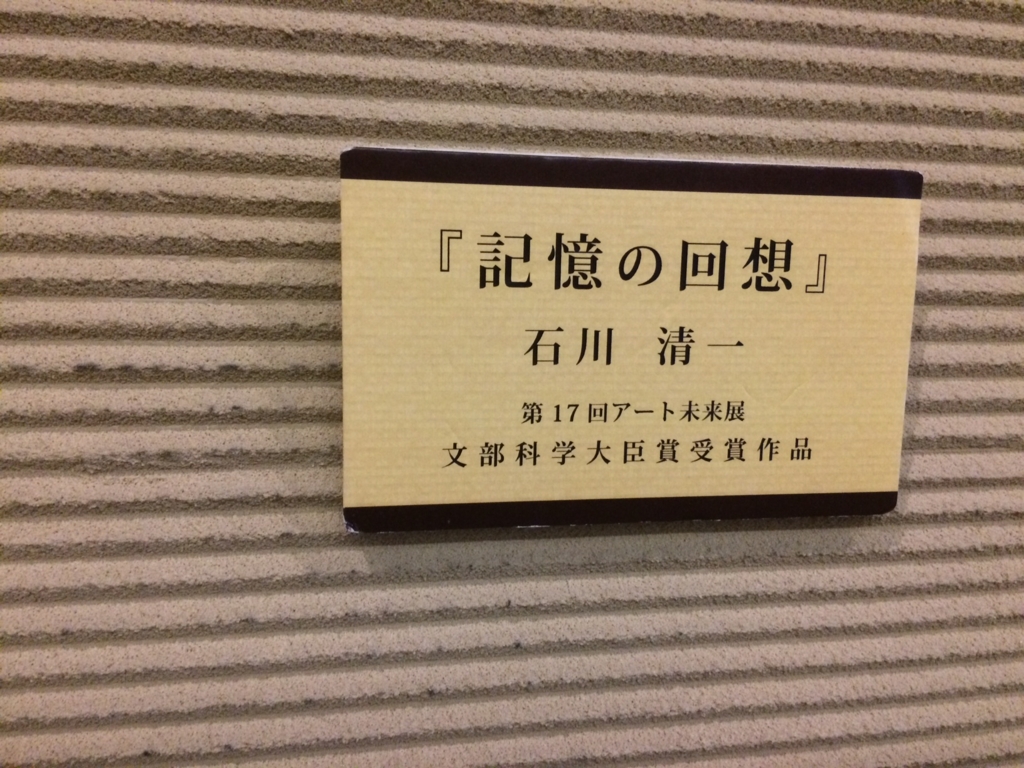 『記憶の回想』
石川 清一
第17回アート未来展
文部科学大臣賞受賞作品